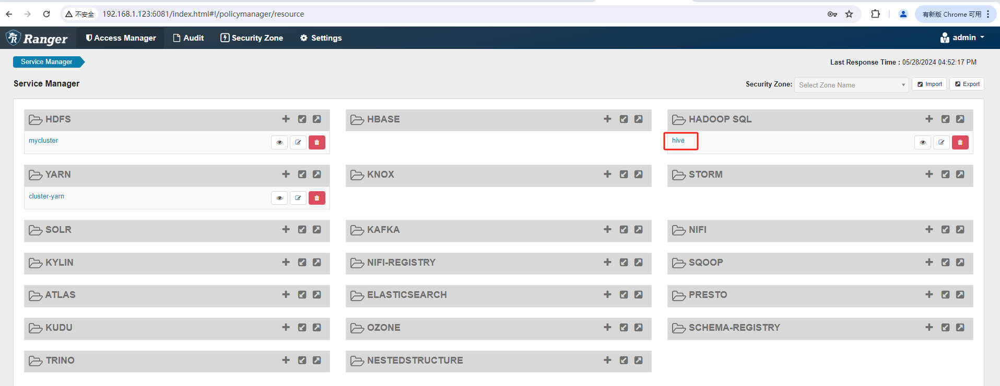 不安全 192.168.1.123:6081/index.html#!/policymanager/resource 有新版 Chrome 可用
Ranger Access Manager Audit Security Zone Settings admin
Service Manager Last Response Time : 05/28/2024 04:52:17 PM
Service Manager Security Zone: Select Zone Name Import Export
HDFS HBASE HADOOP SQL
mycluster hive
YARN KNOX STORM
cluster-yarn
SOLR KAFKA NIFI
KYLIN NIFI-REGISTRY SQOOP
ATLAS ELASTICSEARCH PRESTO
KUDU OZONE SCHEMA-REGISTRY
TRINO NESTEDSTRUCTURE